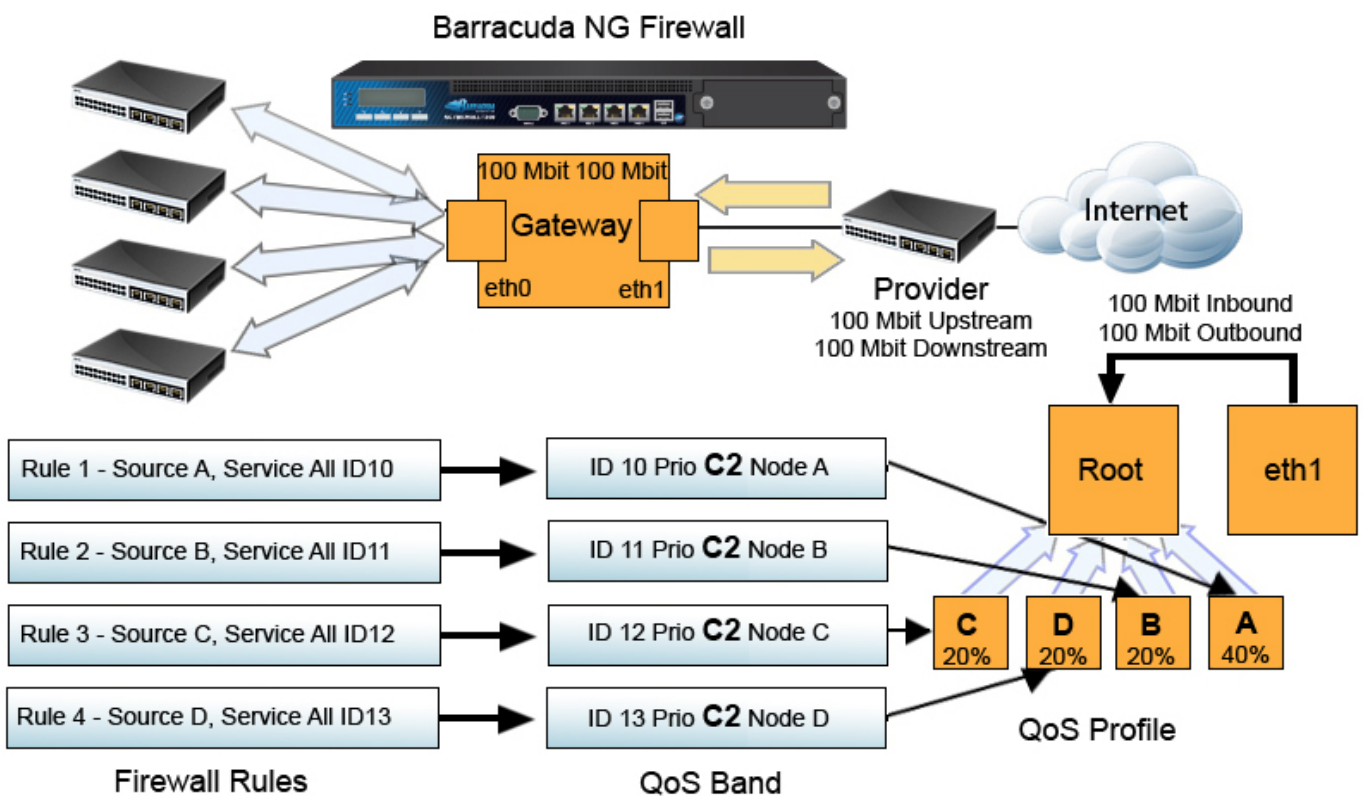 Barracuda NG Firewall
100 Mbit 100 Mbit
Gateway
eth0 eth1
Internet
Provider
100 Mbit Upstream
100 Mbit Downstream
100 Mbit Inbound
100 Mbit Outbound
Root
eth1
Rule 1 - Source A, Service All ID10
ID 10 Prio C2 Node A
Rule 2 - Source B, Service All ID11
ID 11 Prio C2 Node B
Rule 3 - Source C, Service All ID12
ID 12 Prio C2 Node C
Rule 4 - Source D, Service All ID13
ID 13 Prio C2 Node D
C
20%
D
20%
B
20%
A
40%
QoS Profile
Firewall Rules
QoS Band